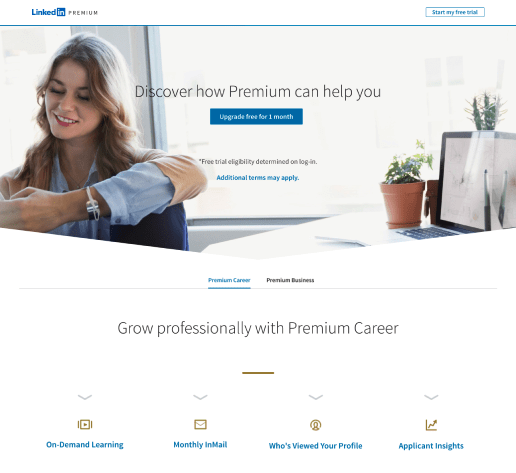 LinkedIn PREMIUM
Start my free trial
Discover how Premium can help you
Upgrade free for 1 month
*Free trial eligibility determined on log-in.
Additional terms may apply.
Premium Career
Premium Business
Grow professionally with Premium Career
On-Demand Learning
Monthly InMail
Who's Viewed Your Profile
Applicant Insights